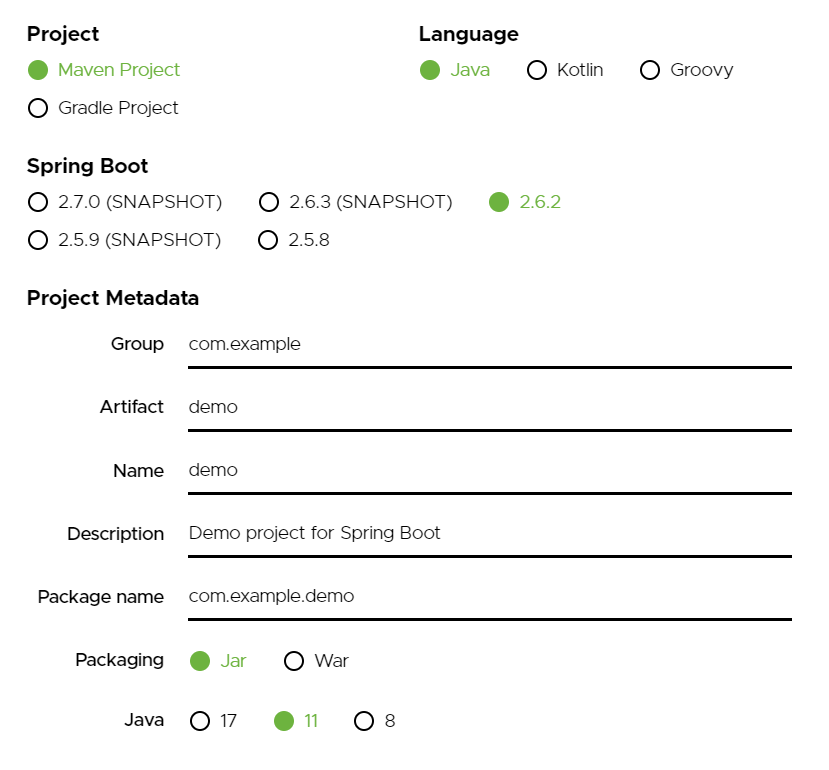 Project
Maven Project
Gradle Project
Language
Java Kotlin Groovy
Spring Boot
2.7.0 (SNAPSHOT) 2.6.3 (SNAPSHOT) 2.6.2
2.5.9 (SNAPSHOT) 2.5.8
Project Metadata
Group com.example
Artifact demo
Name demo
Description Demo project for Spring Boot
Package name com.example.demo
Packaging Jar War
Java 17 11 8